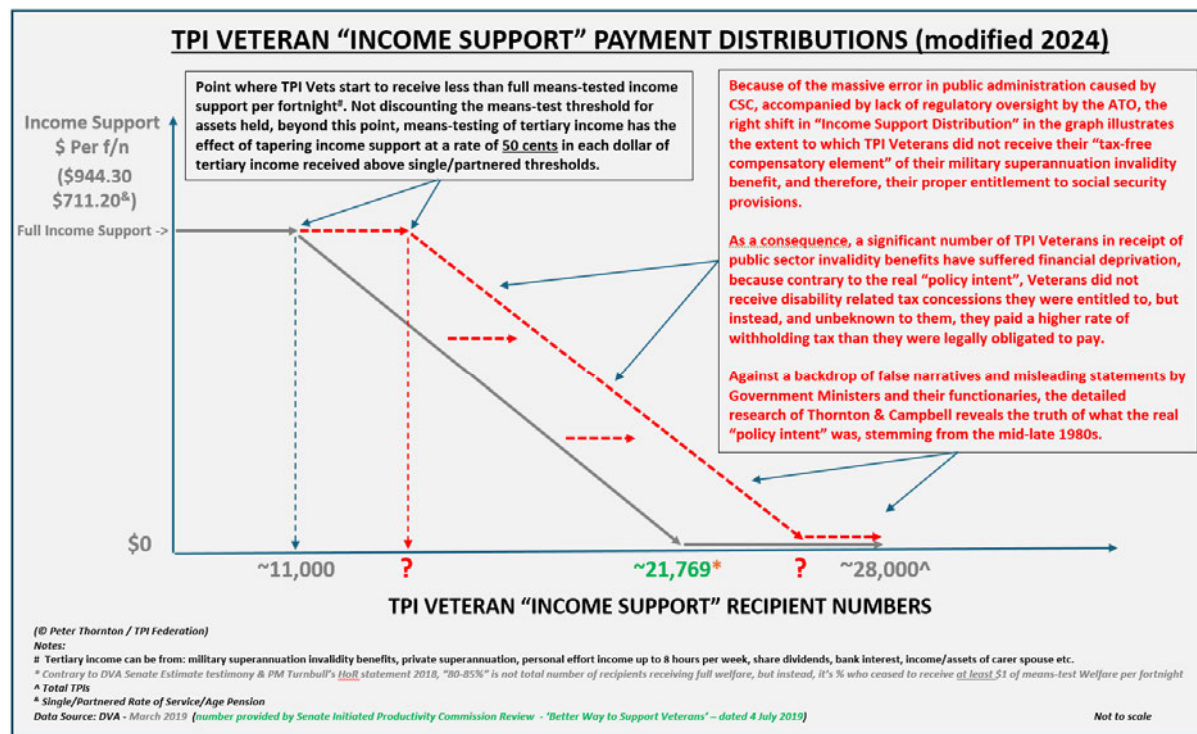 TPI VETERAN “INCOME SUPPORT” PAYMENT DISTRIBUTIONS (modified 2024)
Point where TPI Vets start to receive less than full means-tested income
support per fortnight#. Not discounting the means-test threshold for
assets held, beyond this point, means-testing of tertiary income has the
effect of tapering income support at a rate of 50 cents in each dollar of
tertiary income received above single/partnered thresholds.
Because of the massive error in public administration caused by
CSC, accompanied by lack of regulatory oversight by the ATO, the
right shift in “Income Support Distribution” in the graph illustrates
the extent to which TPI Veterans did not receive their “tax-free
compensatory element” of their military superannuation invalidity
benefit, and therefore, their proper entitlement to social security
provisions.
As a consequence, a significant number of TPI Veterans in receipt of
public sector invalidity benefits have suffered financial deprivation,
because contrary to the real “policy intent”, Veterans did not
receive disability related tax concessions they were entitled to, but
instead, and unbeknown to them, they paid a higher rate of
withholding tax than they were legally obligated to pay.
Against a backdrop of false narratives and misleading statements by
Government Ministers and their functionaries, the detailed
research of Thornton & Campbell reveals the truth of what the real
“policy intent” was, stemming from the mid-late 1980s.
Income Support
$ Per f/n
($944.30
$711.20&)
Full Income Support ->
$0
~11,000
?
~21,769*
?
~28,000^
TPI VETERAN “INCOME SUPPORT” RECIPIENT NUMBERS
(© Peter Thornton / TPI Federation)
Notes:
# Tertiary income can be from: military superannuation invalidity benefits, private superannuation, personal effort income up to 8 hours per week, share dividends, bank interest, income/assets of carer spouse etc.
* Contrary to DVA Senate Estimate testimony & PM Turnbull’s HoR statement 2018, “80-85%” is not total number of recipients receiving full welfare, but instead, it’s % who ceased to receive at least $1 of means-test Welfare per fortnight
^ Total TPIs
& Single/Partnered Rate of Service/Age Pension
Data Source: DVA - March 2019 (number provided by Senate Initiated Productivity Commission Review - ‘Better Way to Support Veterans’ – dated 4 July 2019)
Not to scale